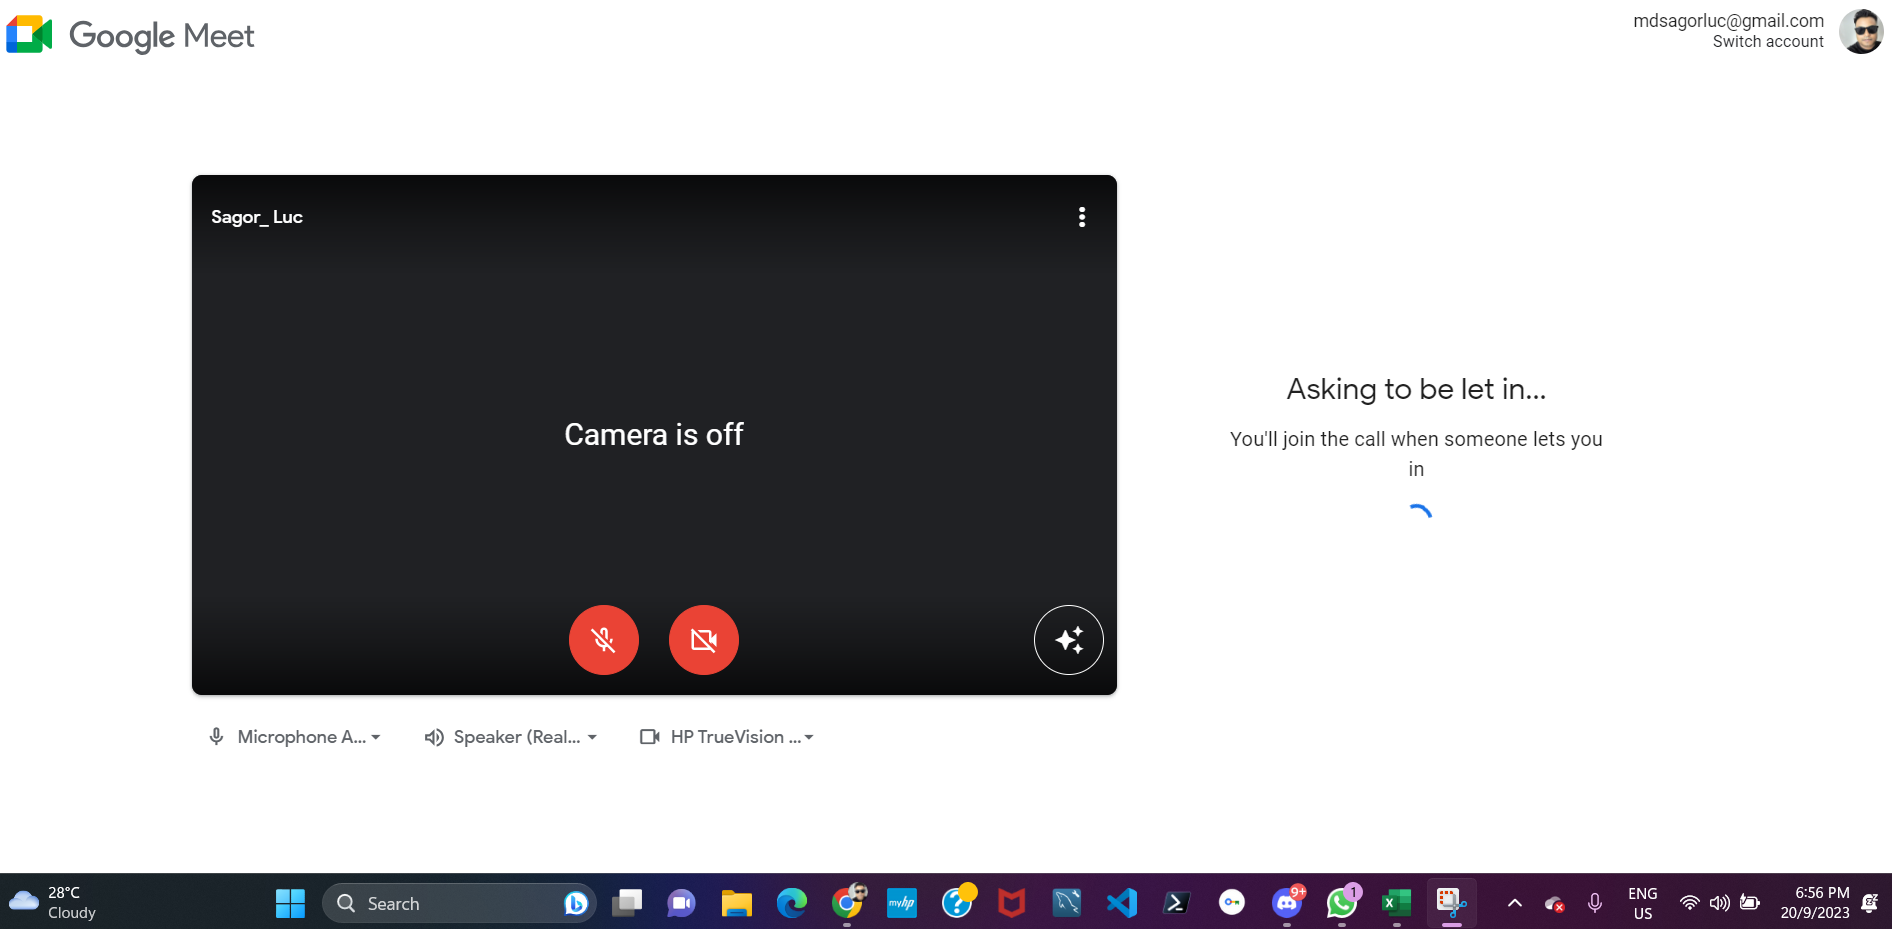 Google Meet
mdsagorluc@gmail.com
Switch account
Sagor_ Luc
Camera is off
Asking to be let in...
You'll join the call when someone lets you
in
Microphone A...
Speaker (Real...
HP TrueVision ...
28°C
Cloudy
Search
myhp
9+
1
ENG
US
6:56 PM
20/9/2023